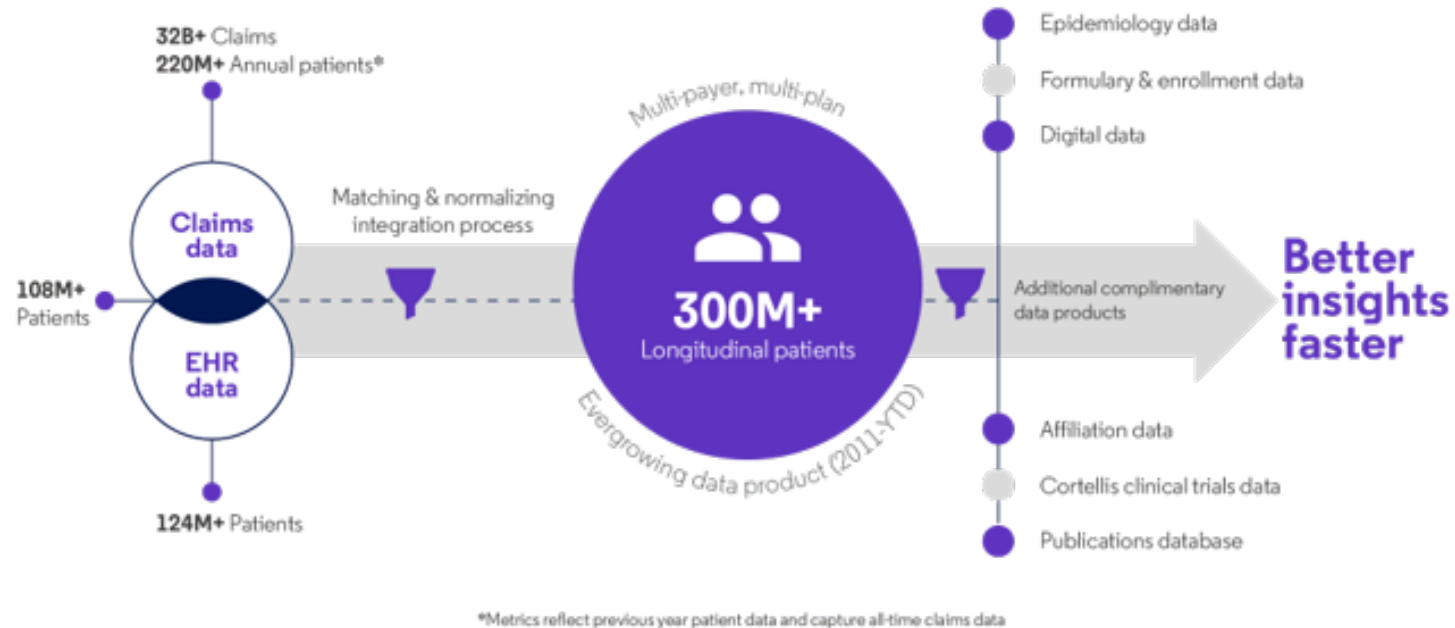 32B+ Claims
220M+ Annual patients*
Claims
data
108M+
Patients
EHR
data
124M+ Patients
Matching & normalizing
integration process
Multi-payer, multi-plan
300M+
Longitudinal patients
Evergrowing data product (2011-YTD)
Epidemiology data
Formulary & enrollment data
Digital data
Additional complimentary
data products
Affiliation data
Cortellis clinical trials data
Publications database
Better
insights
faster
*Metrics reflect previous year patient data and capture all-time claims data